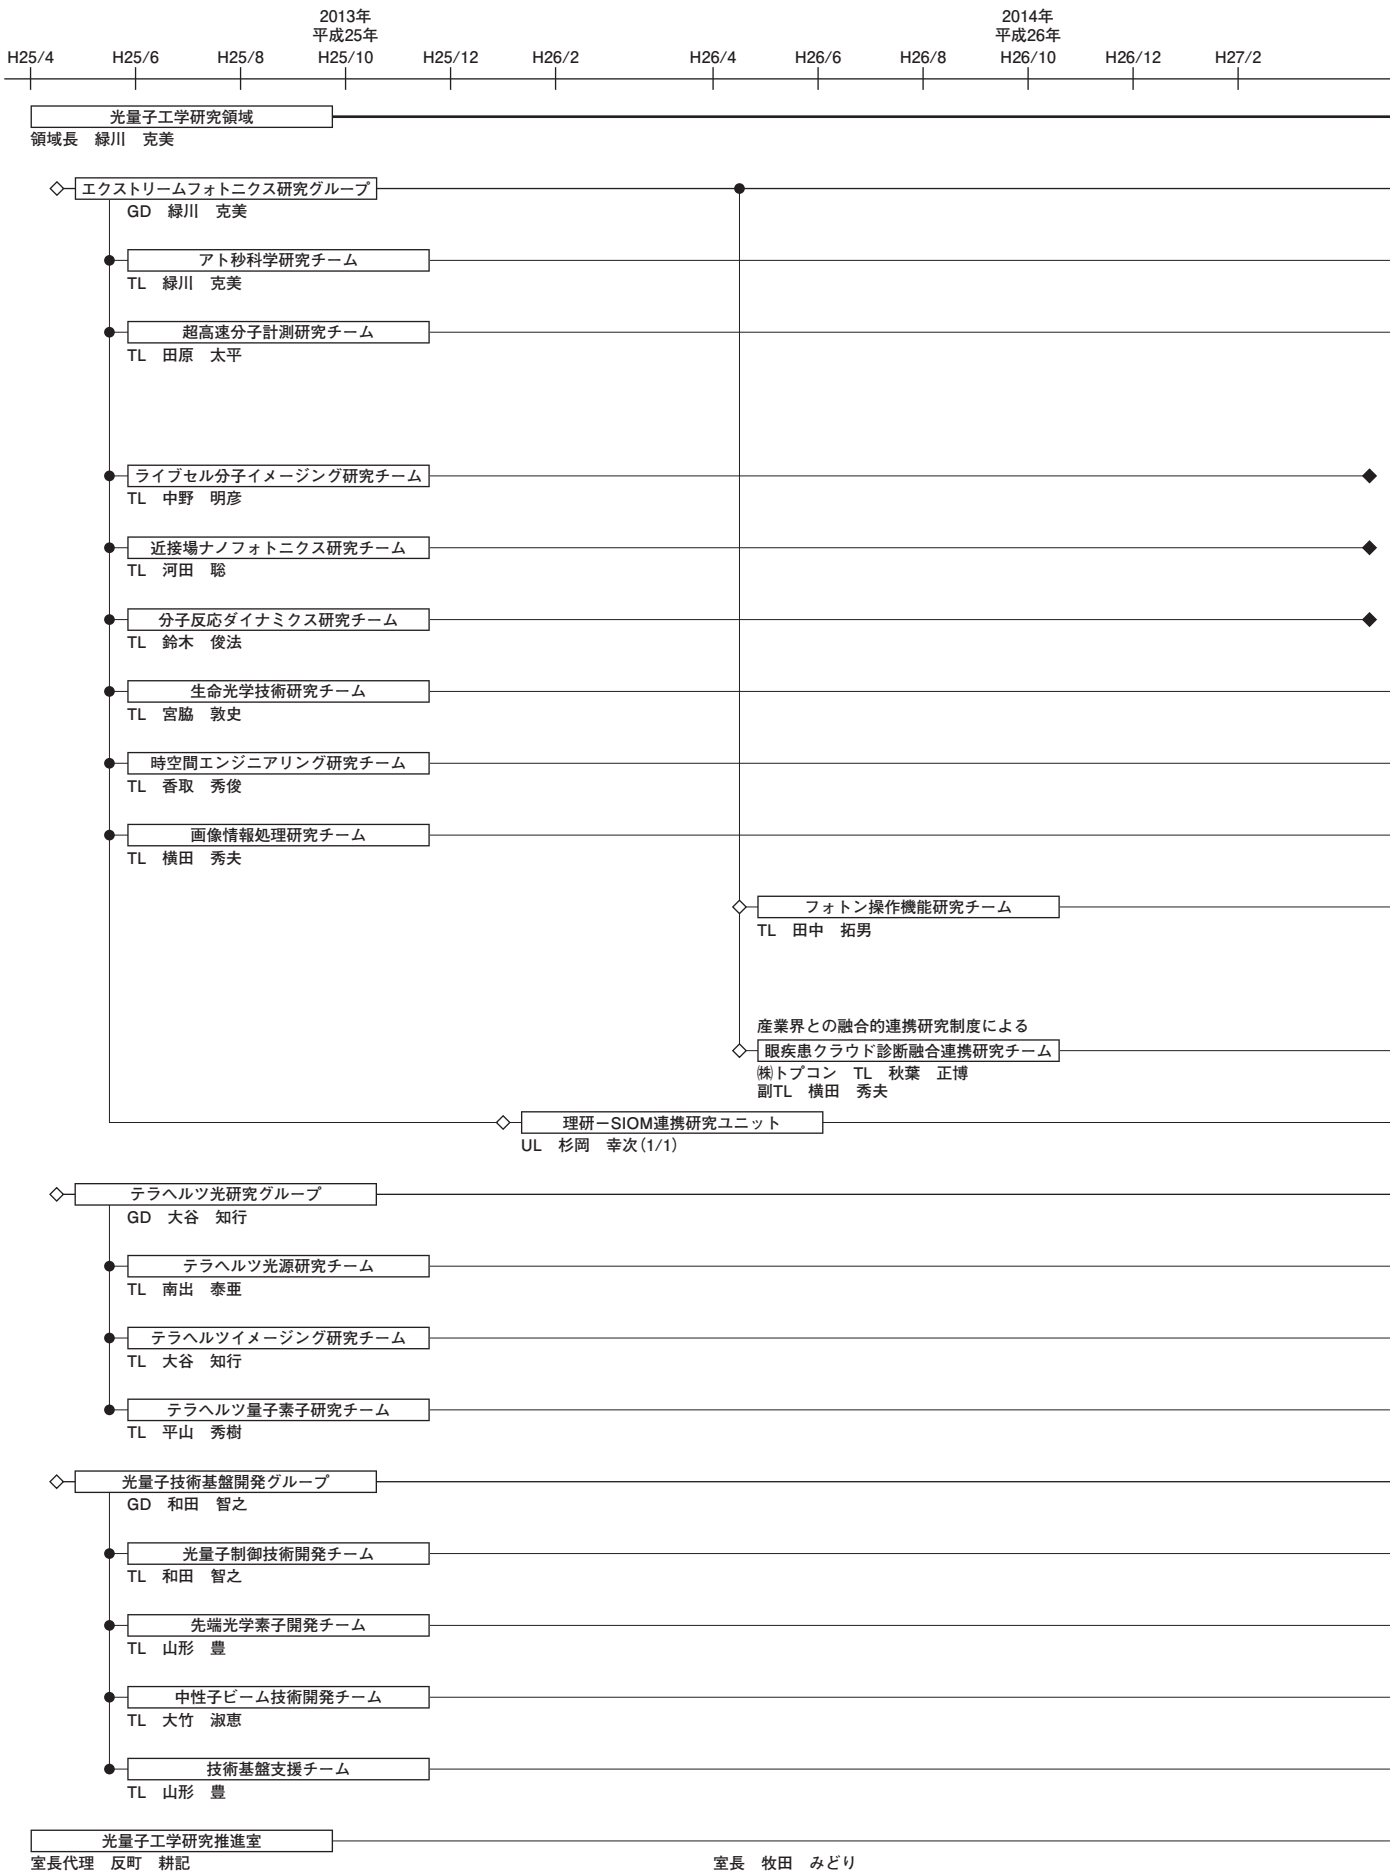 2013年 2014年
平成25年 平成26年
H25/4 H25/6 H25/8 H25/10 H25/12 H26/2 H26/4 H26/6 H26/8 H26/10 H26/12 H27/2
光量子工学研究領域
領域長 緑川 克美
エクストリームフォトニクス研究グループ
GD 緑川 克美
アト秒科学研究チーム
TL 緑川 克美
超高速分子計測研究チーム
TL 田原 太平
ライブセル分子イメージング研究チーム
TL 中野 明彦
近接場ナノフォトニクス研究チーム
TL 河田 聡
分子反応ダイナミクス研究チーム
TL 鈴木 俊法
生命光学技術研究チーム
TL 宮脇 敦史
時空間エンジニアリング研究チーム
TL 香取 秀俊
画像情報処理研究チーム
TL 横田 秀夫
フォトン操作機能研究チーム
TL 田中 拓男
産業界との融合的連携研究制度による
眼疾患クラウド診断融合連携研究チーム
㈱トプコン TL 秋葉 正博
副TL 横田 秀夫
理研－SIOM連携研究ユニット
UL 杉岡 幸次(1/1)
テラヘルツ光研究グループ
GD 大谷 知行
テラヘルツ光源研究チーム
TL 南出 泰亜
テラヘルツイメージング研究チーム
TL 大谷 知行
テラヘルツ量子素子研究チーム
TL 平山 秀樹
光量子技術基盤開発グループ
GD 和田 智之
光量子制御技術開発チーム
TL 和田 智之
先端光学素子開発チーム
TL 山形 豊
中性子ビーム技術開発チーム
TL 大竹 淑恵
技術基盤支援チーム
TL 山形 豊
光量子工学研究推進室
室長代理 反町 耕記 室長 牧田 みどり